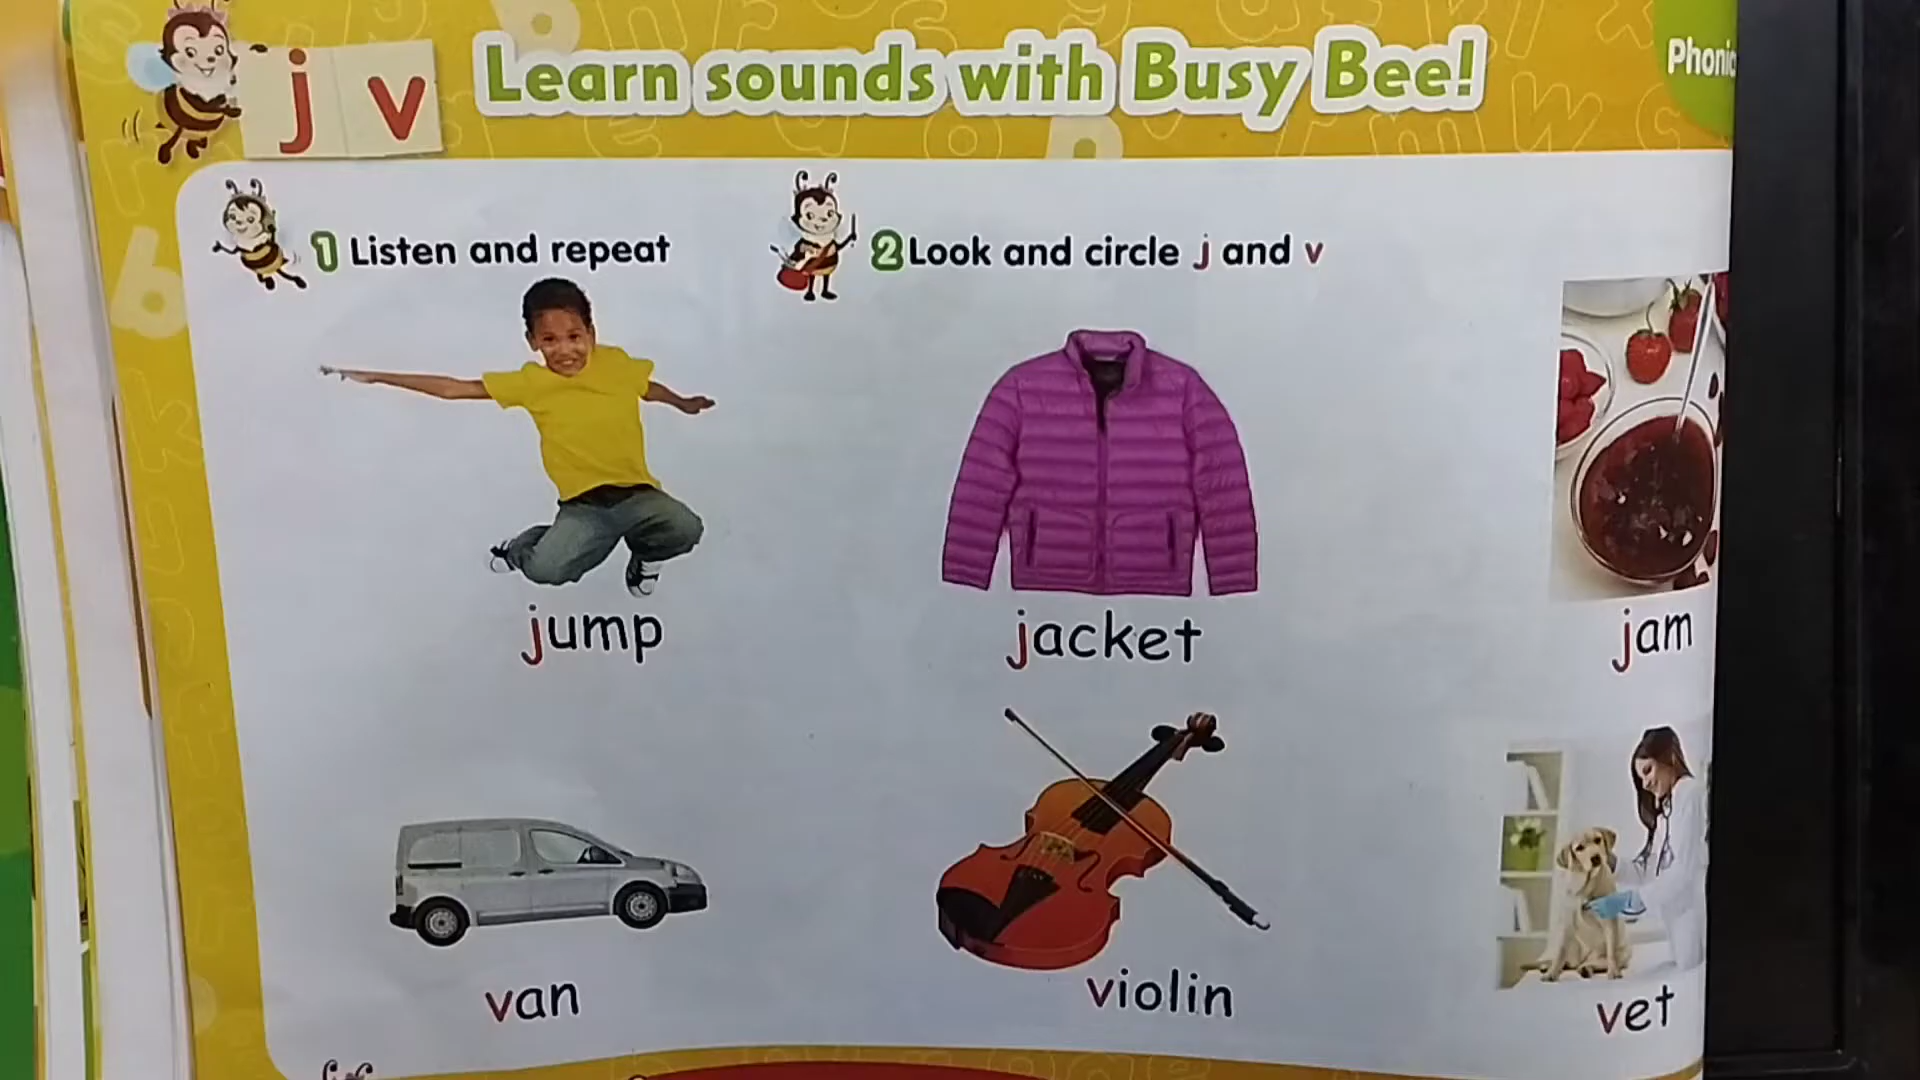 j v Learn sounds with Busy Bee!
Phonic
1 Listen and repeat
2 Look and circle j and v
jump
jacket
jam
van
violin
vet